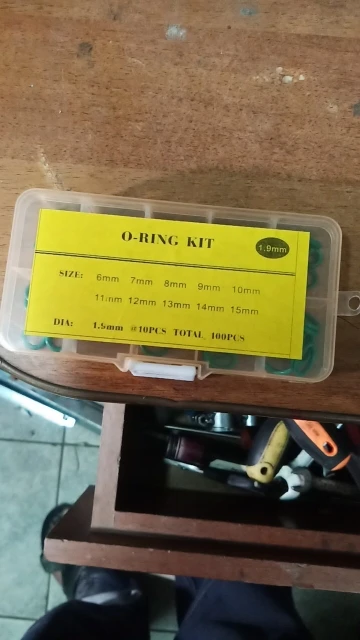 O-RING KIT
1.9mm
SIZE: 6mm 7mm 8mm 9mm 10mm
11mm 12mm 13mm 14mm 15mm
DIA: 1.9mm @10PCS TOTAL 100PCS